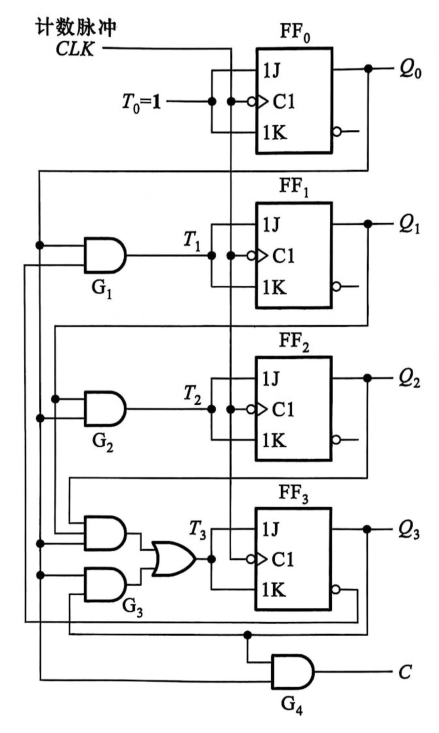 计数脉冲
CLK
FF₀
1J
C1
1K
T₀=1
Q₀
FF₁
1J
C1
1K
T₁
G₁
Q₁
FF₂
1J
C1
1K
T₂
G₂
Q₂
FF₃
1J
C1
1K
T₃
G₃
Q₃
C
G₄